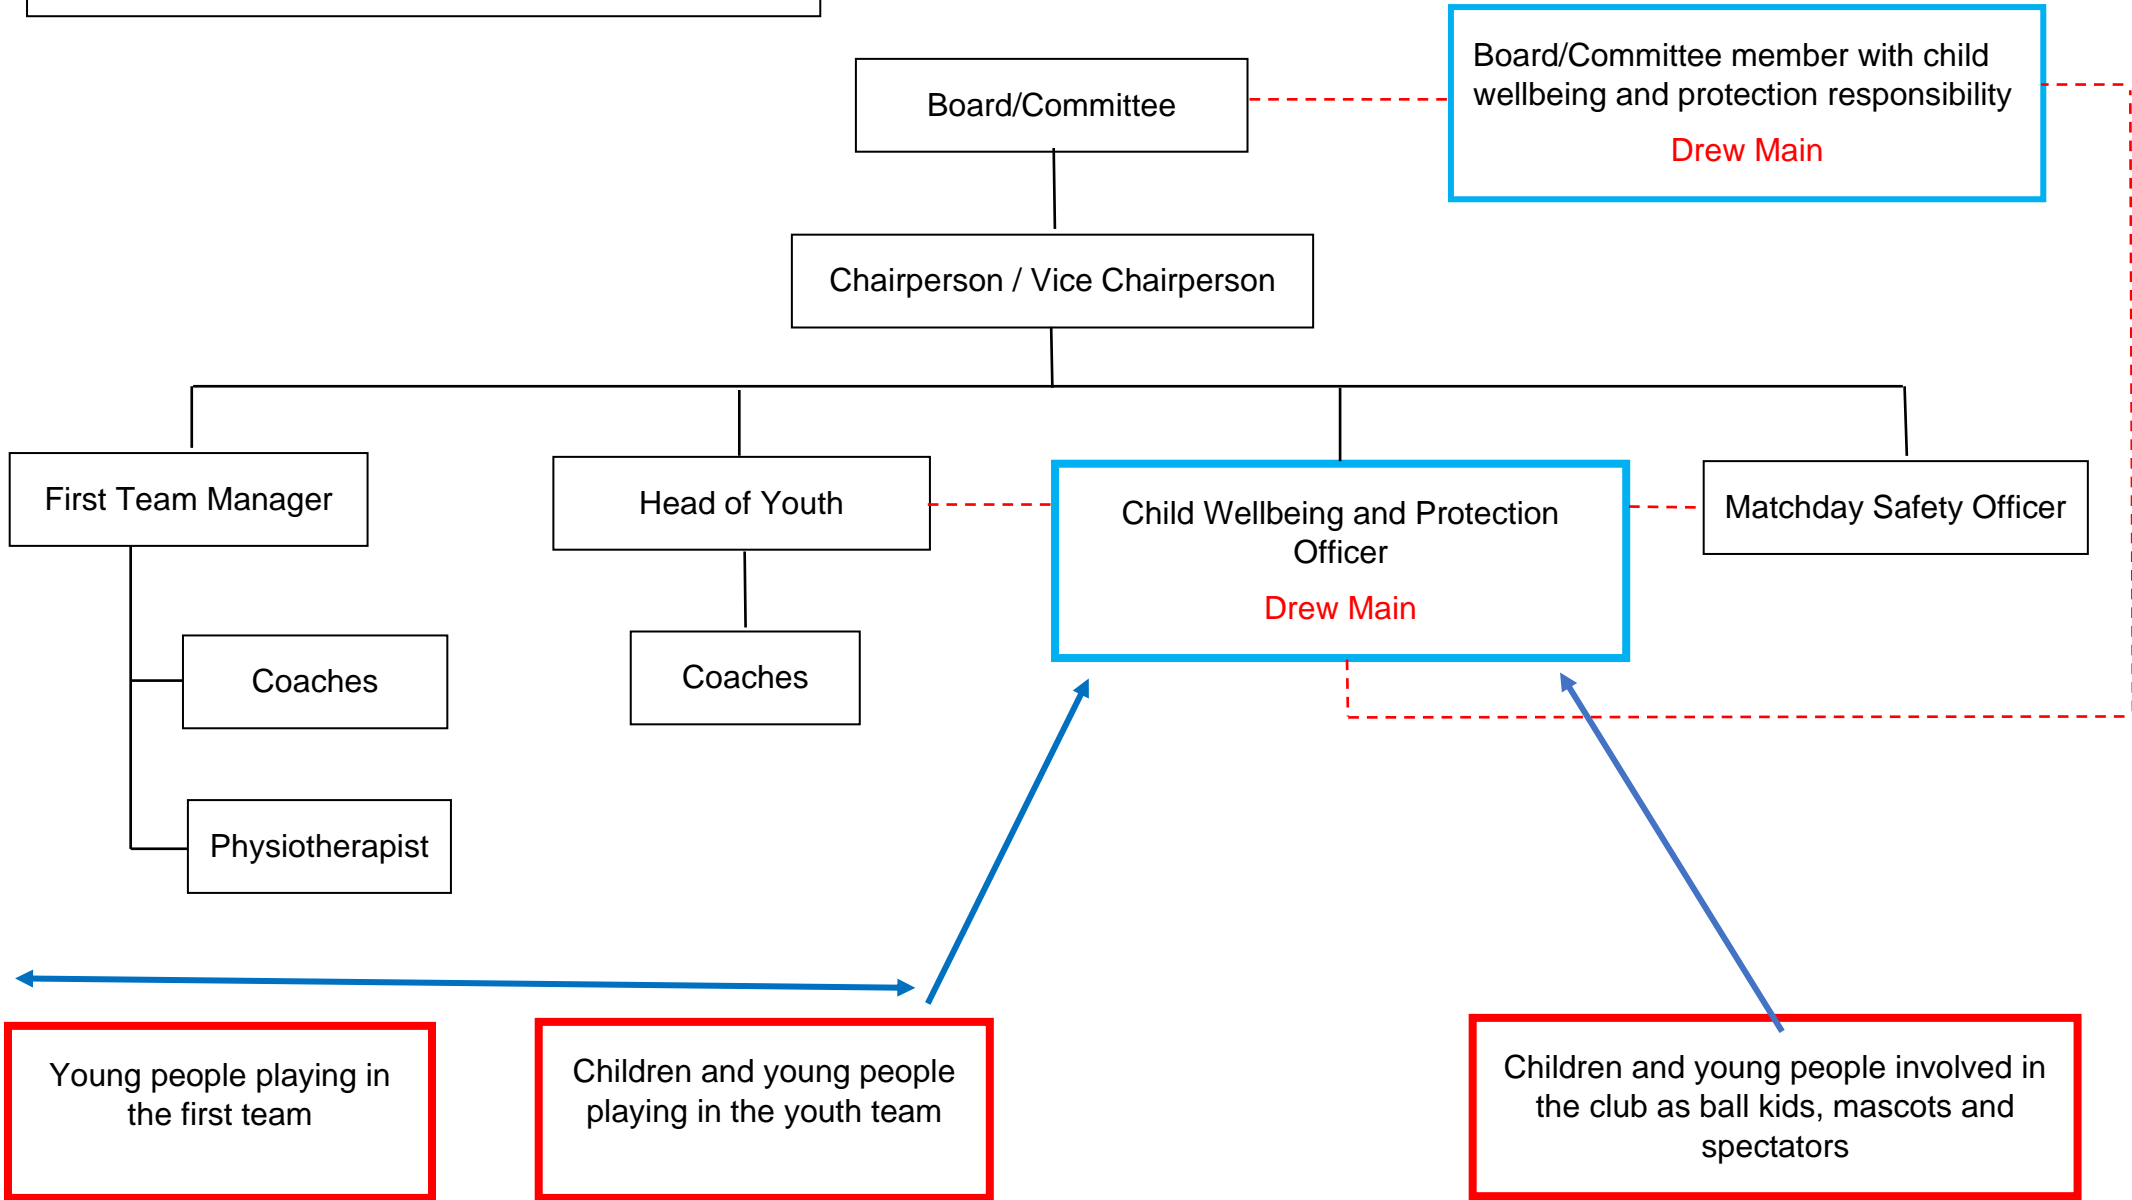 Board/Committee member with child
wellbeing and protection responsibility
Drew Main
Board/Committee
Chairperson / Vice Chairperson
First Team Manager
Head of Youth
Child Wellbeing and Protection
Officer
Drew Main
Matchday Safety Officer
Coaches
Coaches
Physiotherapist
Young people playing in
the first team
Children and young people
playing in the youth team
Children and young people involved in
the club as ball kids, mascots and
spectators